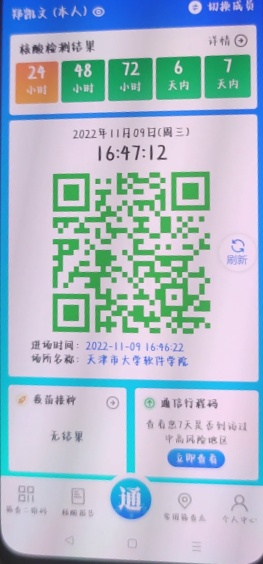 郑凯文 (本人)
切换成员
核酸检测结果
详情
24 48 72 6 7
小时 小时 小时 天内 天内
2022年11月09日(周三)
16:47:12
刷新
进场时间: 2022-11-09 16:46:22
场所名称: 天津市大学软件学院
疫苗接种
无结果
通信行程码
查看您7天是否到访过
中高风险地区
立即查看
通
个人中心